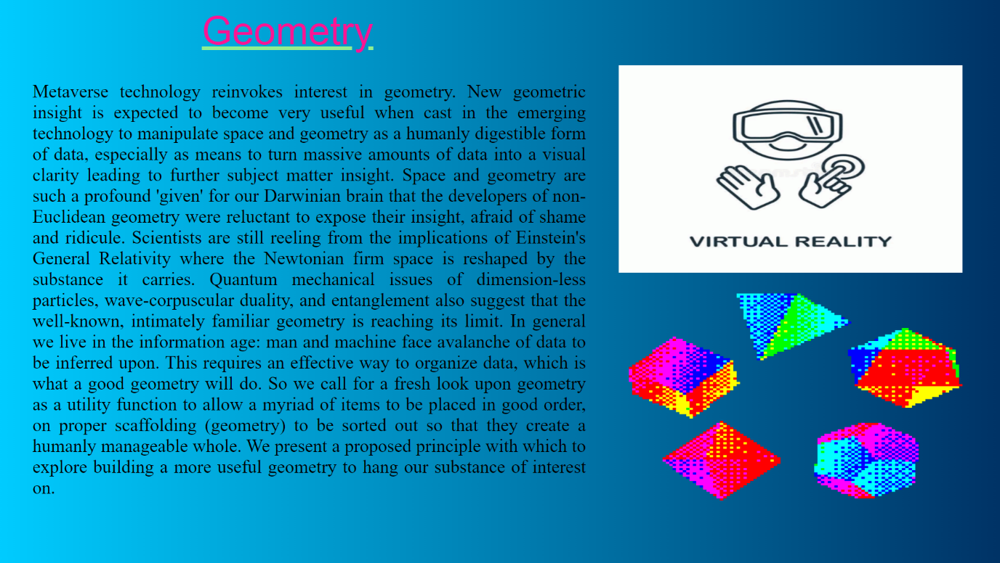 Geometry
Metaverse technology reinvokes interest in geometry. New geometric
insight is expected to become very useful when cast in the emerging
technology to manipulate space and geometry as a humanly digestible form
of data, especially as means to turn massive amounts of data into a visual
clarity leading to further subject matter insight. Space and geometry are
such a profound 'given' for our Darwinian brain that the developers of non-
Euclidean geometry were reluctant to expose their insight, afraid of shame
and ridicule. Scientists are still reeling from the implications of Einstein's
General Relativity where the Newtonian firm space is reshaped by the
substance it carries. Quantum mechanical issues of dimension-less
particles, wave-corpuscular duality, and entanglement also suggest that the
well-known, intimately familiar geometry is reaching its limit. In general
we live in the information age: man and machine face avalanche of data to
be inferred upon. This requires an effective way to organize data, which is
what a good geometry will do. So we call for a fresh look upon geometry
as a utility function to allow a myriad of items to be placed in good order,
on proper scaffolding (geometry) to be sorted out so that they create a
humanly manageable whole. We present a proposed principle with which to
explore building a more useful geometry to hang our substance of interest
on.
VIRTUAL REALITY